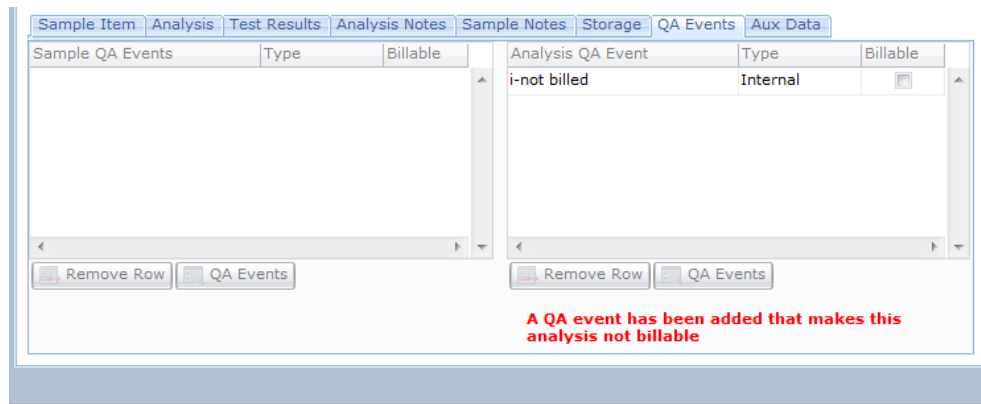 Sample Item Analysis Test Results Analysis Notes Sample Notes Storage QA Events Aux Data
Sample QA Events Type Billable
Analysis QA Event Type Billable
i-not billed Internal
Remove Row QA Events
Remove Row QA Events
A QA event has been added that makes this
analysis not billable